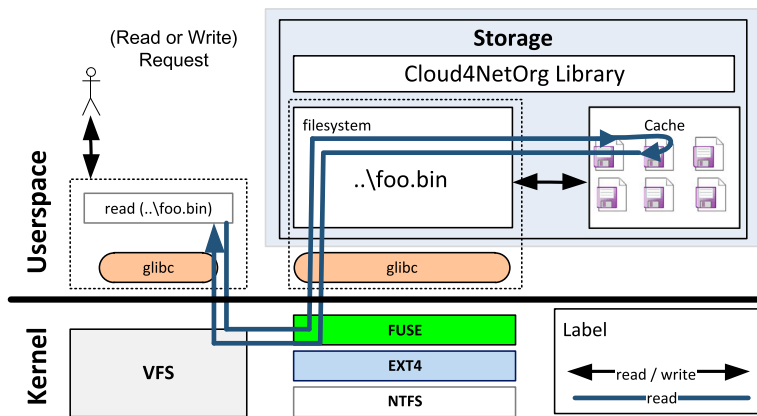 (Read or Write)
Request
Storage
Cloud4NetOrg Library
filesystem
Cache
..\foo.bin
read (..\foo.bin)
glibc
glibc
Userspace
Kernel
VFS
FUSE
EXT4
NTFS
Label
read / write
read